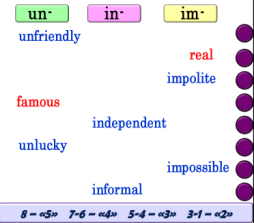 un- in- im-
unfriendly
real
impolite
famous
independent
unlucky
impossible
informal
8 – «5» 7-6 – «4» 5-4 – «3» 3-1 – «2»